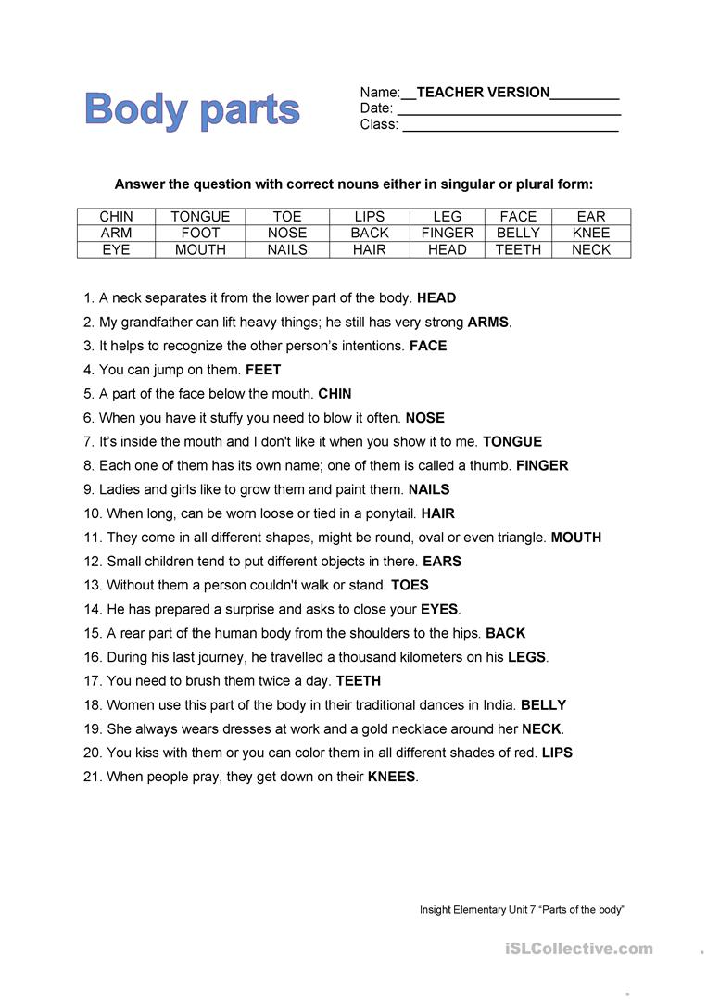 Body parts
Name:__TEACHER VERSION_________
Date: _____________________________
Class: ____________________________
Answer the question with correct nouns either in singular or plural form:
CHIN TONGUE TOE LIPS LEG FACE EAR
ARM FOOT NOSE BACK FINGER BELLY KNEE
EYE MOUTH NAILS HAIR HEAD TEETH NECK
1. A neck separates it from the lower part of the body. HEAD
2. My grandfather can lift heavy things; he still has very strong ARMS.
3. It helps to recognize the other person’s intentions. FACE
4. You can jump on them. FEET
5. A part of the face below the mouth. CHIN
6. When you have it stuffy you need to blow it often. NOSE
7. It’s inside the mouth and I don't like it when you show it to me. TONGUE
8. Each one of them has its own name; one of them is called a thumb. FINGER
9. Ladies and girls like to grow them and paint them. NAILS
10. When long, can be worn loose or tied in a ponytail. HAIR
11. They come in all different shapes, might be round, oval or even triangle. MOUTH
12. Small children tend to put different objects in there. EARS
13. Without them a person couldn't walk or stand. TOES
14. He has prepared a surprise and asks to close your EYES.
15. A rear part of the human body from the shoulders to the hips. BACK
16. During his last journey, he travelled a thousand kilometers on his LEGS.
17. You need to brush them twice a day. TEETH
18. Women use this part of the body in their traditional dances in India. BELLY
19. She always wears dresses at work and a gold necklace around her NECK.
20. You kiss with them or you can color them in all different shades of red. LIPS
21. When people pray, they get down on their KNEES.
Insight Elementary Unit 7 “Parts of the body”
iSLCollective.com